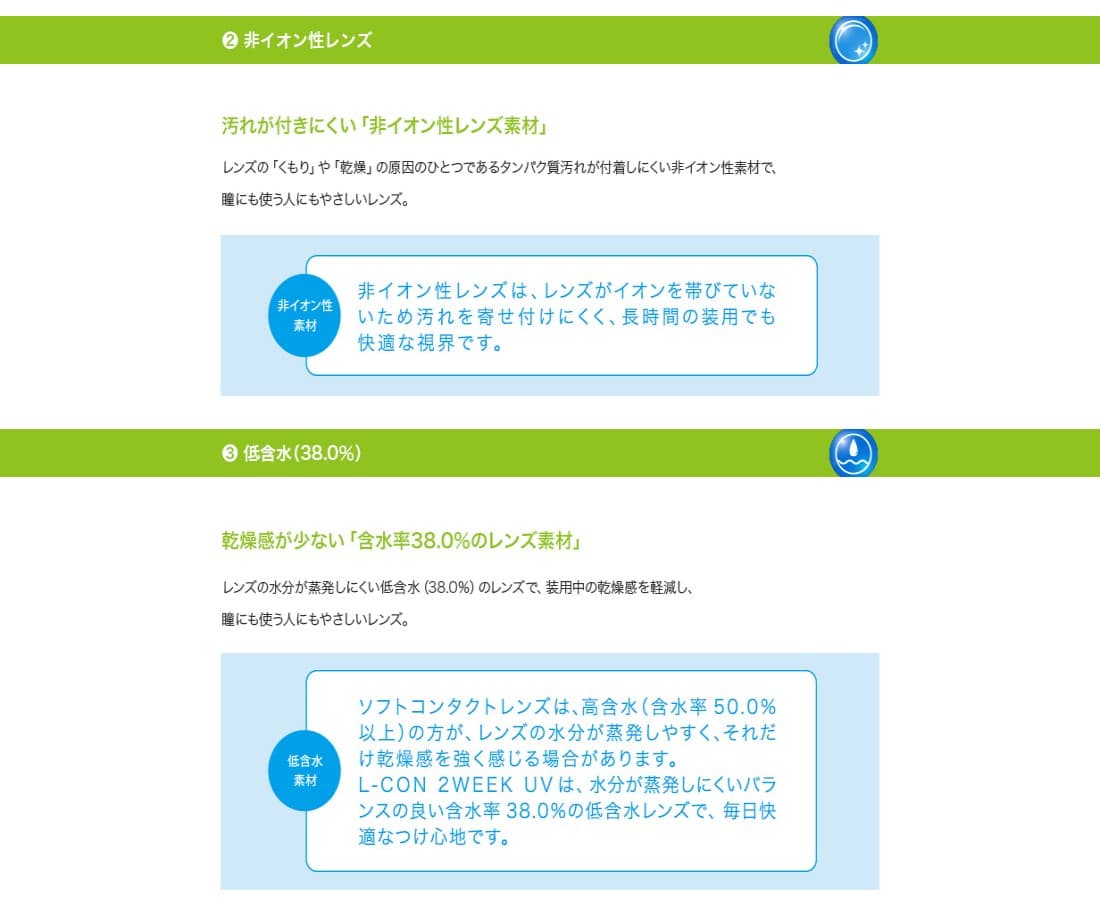 ❷ 非イオン性レンズ
汚れが付きにくい「非イオン性レンズ素材」
レンズの「くもり」や「乾燥」の原因のひとつであるタンパク質汚れが付着しにくい非イオン性素材で、
瞳にも使う人にもやさしいレンズ。
非イオン性
素材
非イオン性レンズは、レンズがイオンを帯びていな
いため汚れを寄せ付けにくく、長時間の装用でも
快適な視界です。
❸ 低含水(38.0%)
乾燥感が少ない「含水率38.0%のレンズ素材」
レンズの水分が蒸発しにくい低含水(38.0%)のレンズで、装用中の乾燥感を軽減し、
瞳にも使う人にもやさしいレンズ。
低含水
素材
ソフトコンタクトレンズは、高含水(含水率50.0%
以上)の方が、レンズの水分が蒸発しやすく、それだ
け乾燥感を強く感じる場合があります。
L-CON 2WEEK UVは、水分が蒸発しにくいバラ
ンスの良い含水率38.0%の低含水レンズで、毎日快
適なつけ心地です。